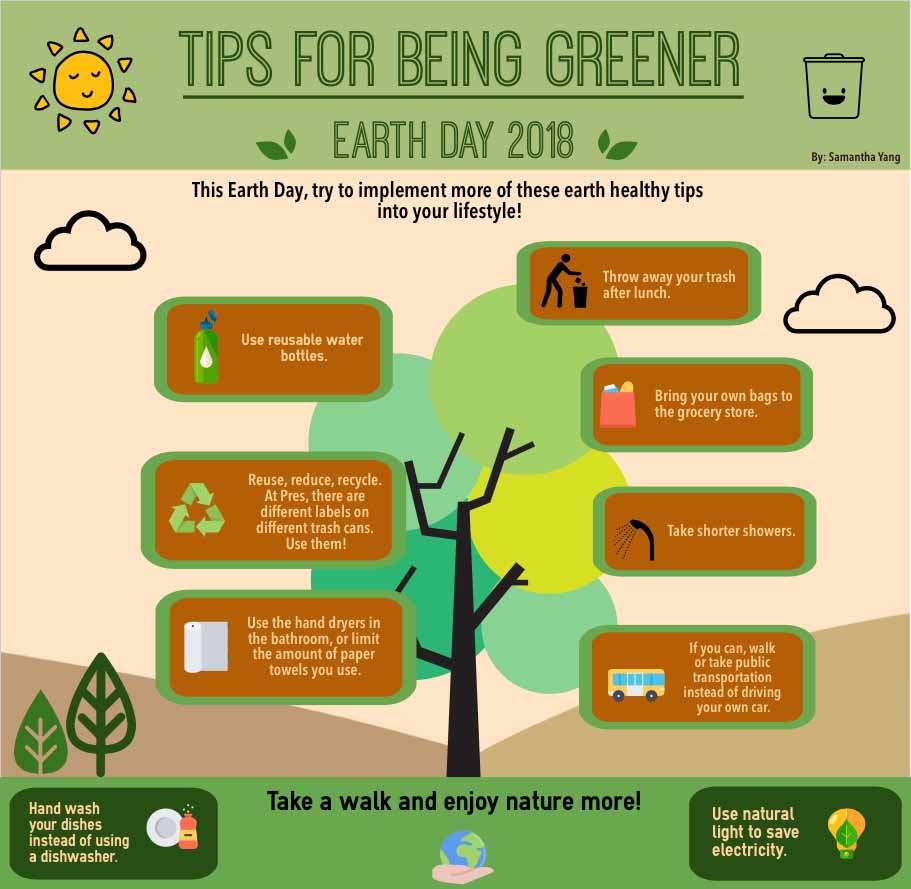 TIPS FOR BEING GREENER
EARTH DAY 2018
By: Samantha Yang
This Earth Day, try to implement more of these earth healthy tips
into your lifestyle!
Throw away your trash
after lunch.
Use reusable water
bottles.
Bring your own bags to
the grocery store.
Reuse, reduce, recycle.
At Pres, there are
different labels on
different trash cans.
Use them!
Take shorter showers.
Use the hand dryers in
the bathroom, or limit
the amount of paper
towels you use.
If you can, walk
or take public
transportation
instead of driving
your own car.
Hand wash
your dishes
instead of using
a dishwasher.
Take a walk and enjoy nature more!
Use natural
light to save
electricity.